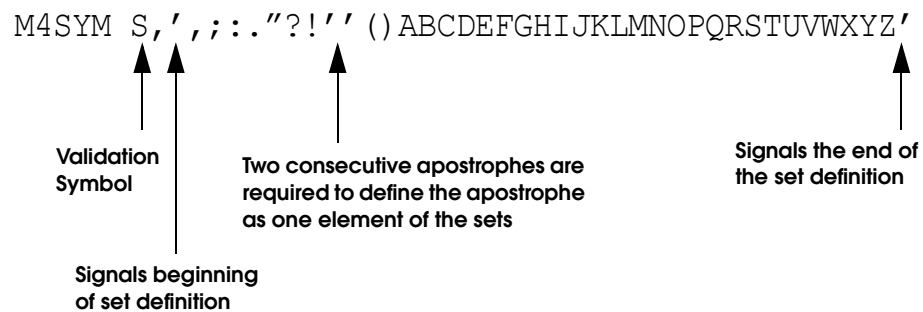 M4SYM S,′,;:.″?!′′ ()ABCDEFGHIJKLMNOPQRSTUVWXYZ′
Validation
Symbol
Two consecutive apostrophes are
required to define the apostrophe
as one element of the sets
Signals the end of
the set definition
Signals beginning
of set definition